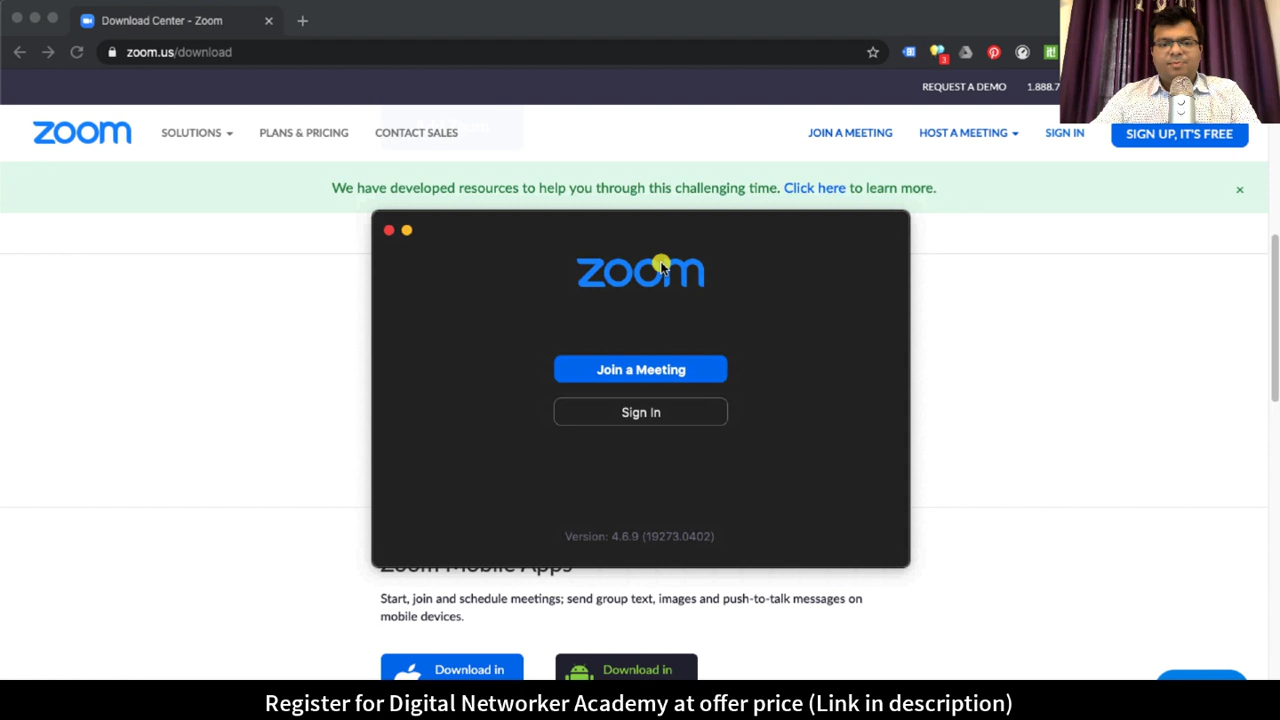 Download Center - Zoom
zoom.us/download
3
REQUEST A DEMO
1.888.7
zoom
SOLUTIONS
PLANS & PRICING
CONTACT SALES
JOIN A MEETING
HOST A MEETING
SIGN IN
SIGN UP, IT'S FREE
We have developed resources to help you through this challenging time. Click here to learn more.
zoom
Join a Meeting
Sign In
Version: 4.6.9 (19273.0402)
Zoom Mobile Apps
Start, join and schedule meetings; send group text, images and push-to-talk messages on
mobile devices.
Download in
Download in
Register for Digital Networker Academy at offer price (Link in description)